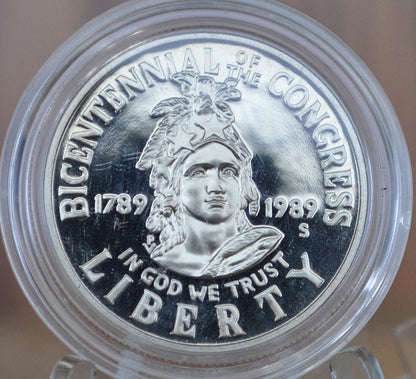 BICENTENNIAL OF THE CONGRESS
1789 1989
S
IN GOD WE TRUST
LIBERTY